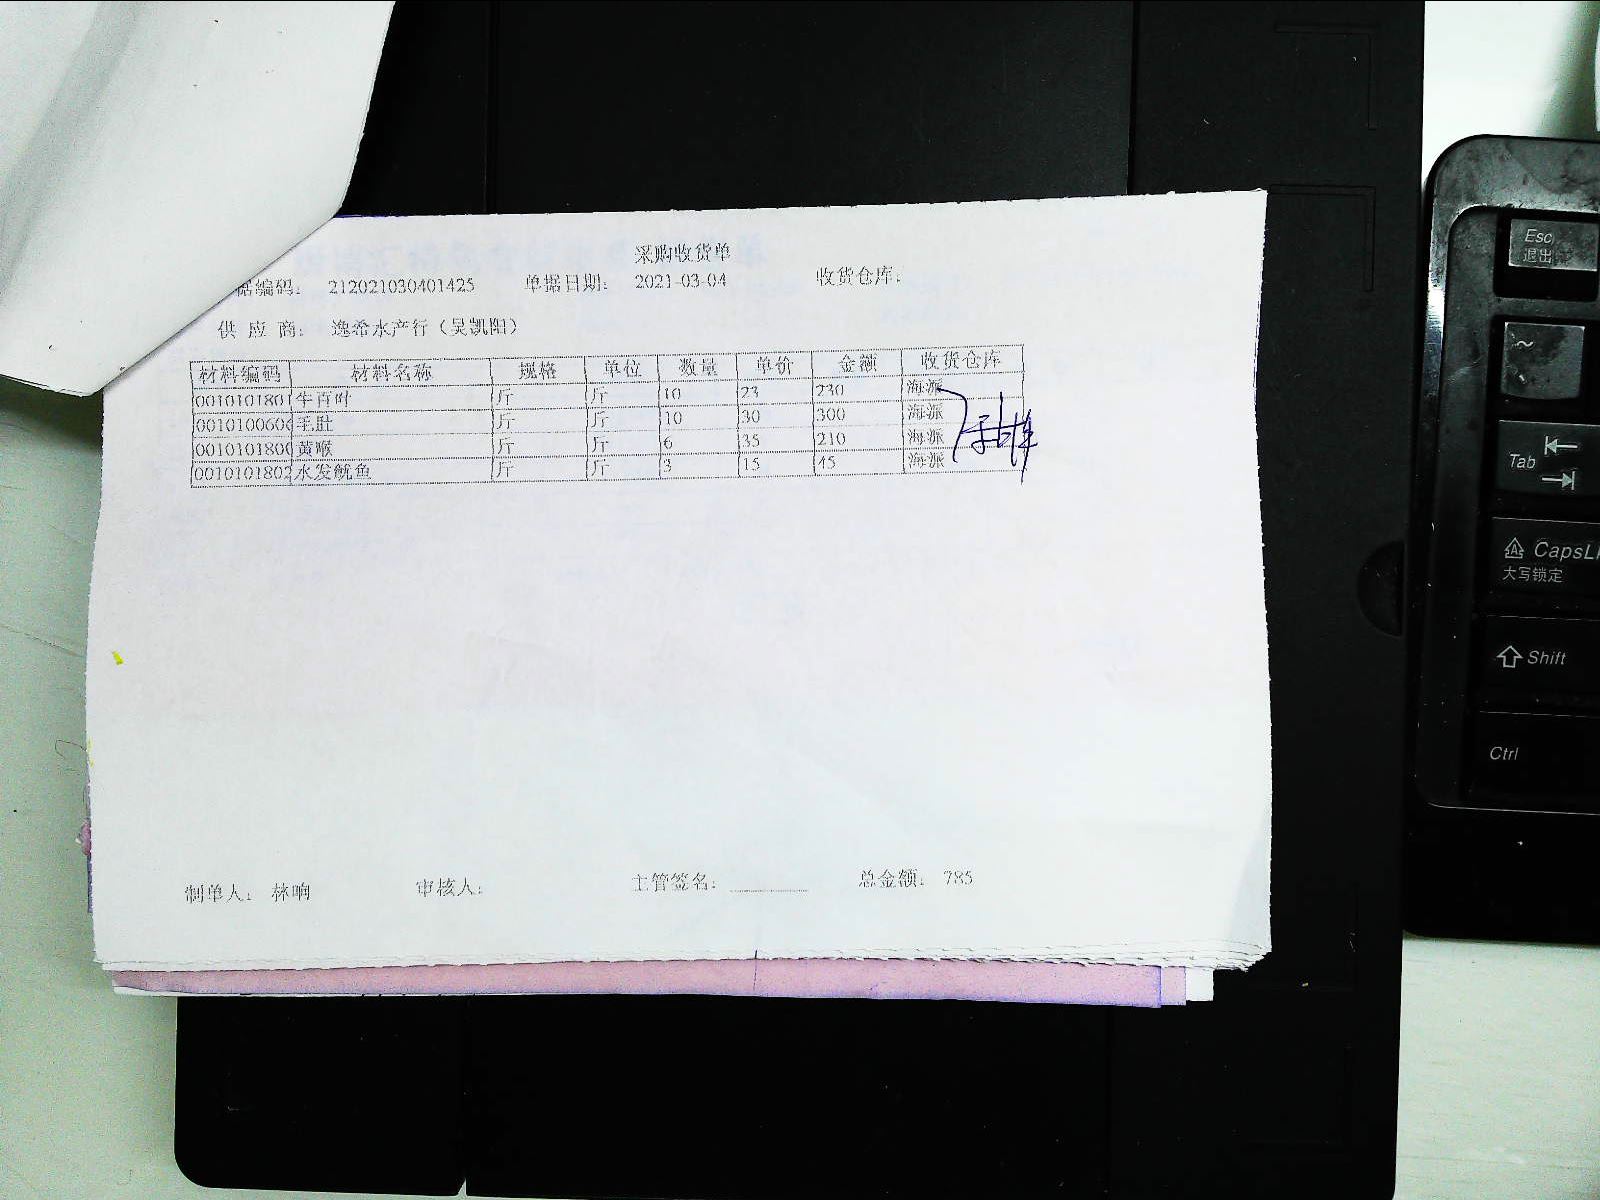 采购收货单
据编码： 212021030401425 单据日期： 2021-03-04 收货仓库：
供 应 商： 逸希水产行（吴凯阳）
材料编码 材料名称 规格 单位 数量 单价 金额 收货仓库
0010101801 牛百叶 斤 斤 10 23 230 海派
001010060 毛肚 斤 斤 10 30 300 海派
001010180 黄喉 斤 斤 6 35 210 海派
0010101802 水发鱿鱼 斤 斤 3 15 45 海派
制单人： 林响 审核人： 主管签名： 总金额： 785
Esc
退出
~
Tab
CapsL
大写锁定
Shift
Ctrl